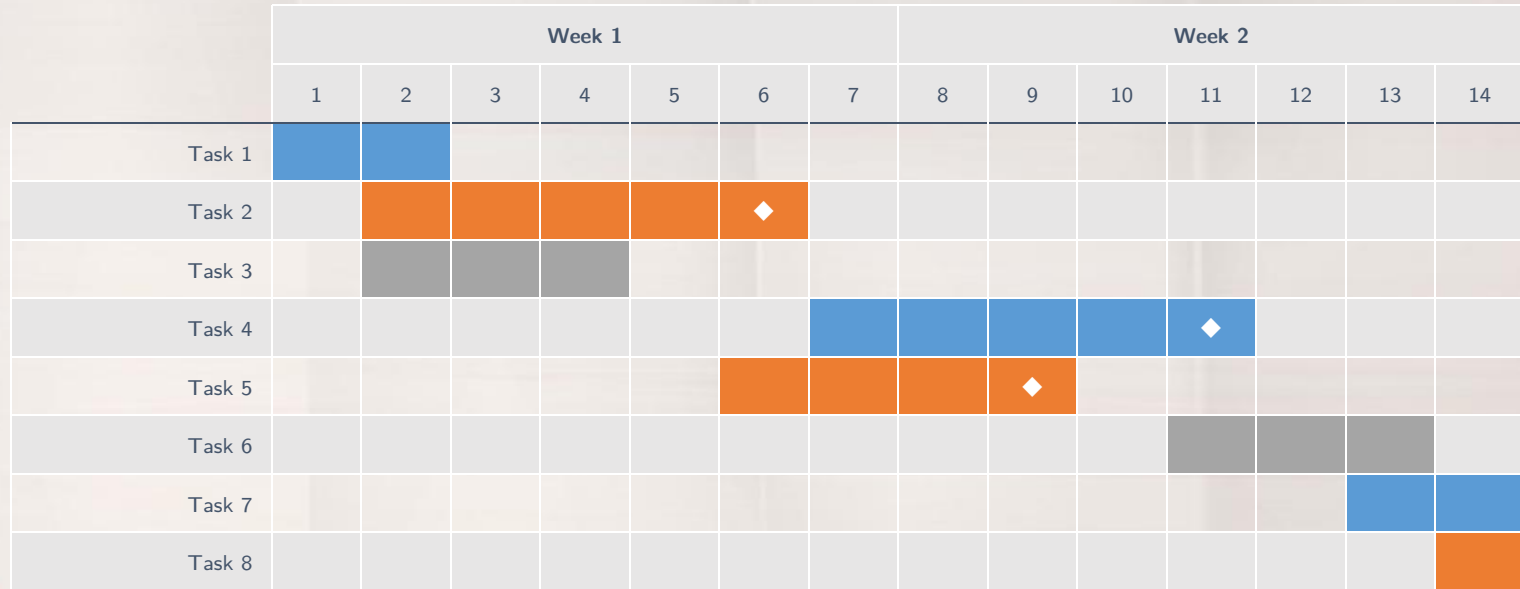 Week 1 Week 2
1 2 3 4 5 6 7 8 9 10 11 12 13 14
Task 1
Task 2
Task 3
Task 4
Task 5
Task 6
Task 7
Task 8